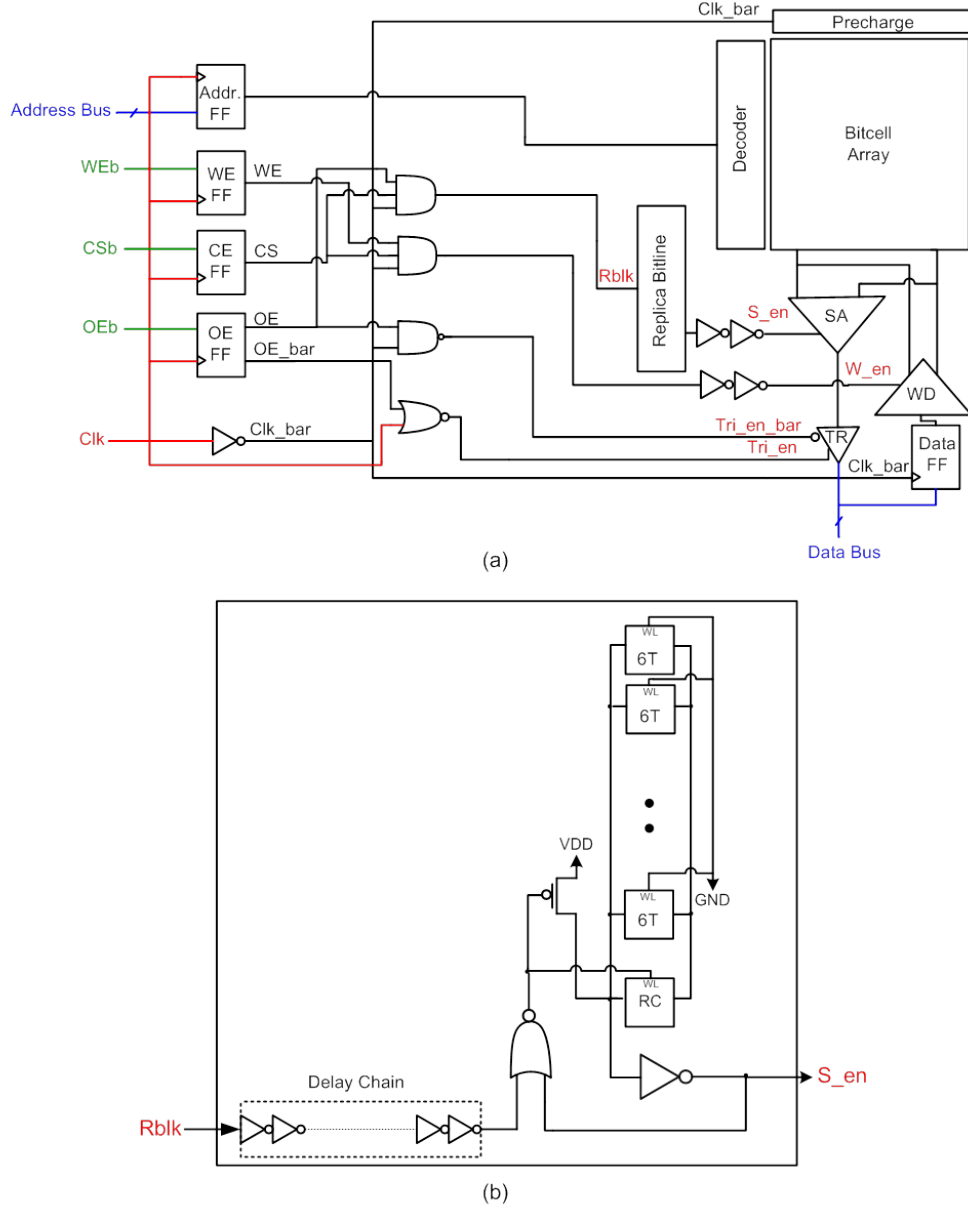 Clk_bar
Precharge
Address Bus
Addr.
FF
Decoder
Bitcell
Array
WEb
WE
FF
WE
CSb
CE
FF
CS
Replica Bitline
Rblk
OEb
OE
FF
OE
OE_bar
S_en
SA
W_en
WD
Clk
Clk_bar
Tri_en_bar
Tri_en
TR
Clk_bar
Data
FF
Data Bus
(a)
WL
6T
WL
6T
VDD
WL
6T
GND
WL
RC
Delay Chain
S_en
Rblk
(b)